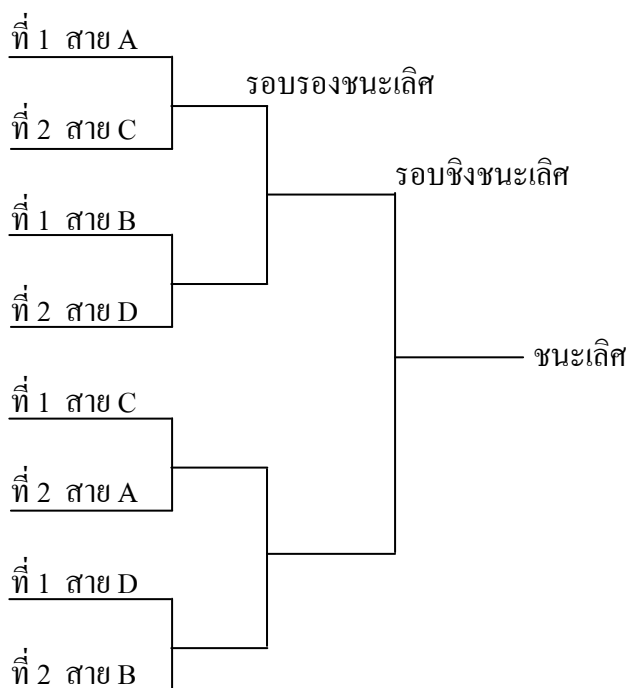 ที่ 1 สาย A
รอบรองชนะเลิศ
ที่ 2 สาย C
รอบชิงชนะเลิศ
ที่ 1 สาย B
ที่ 2 สาย D
ชนะเลิศ
ที่ 1 สาย C
ที่ 2 สาย A
ที่ 1 สาย D
ที่ 2 สาย B